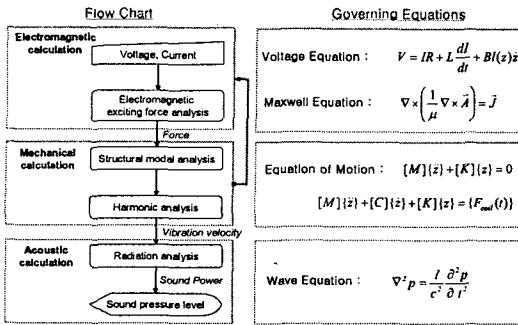 Flow Chart
Electromagnetic
calculation
Voltage, Current
Electromagnetic
exciting force analysis
Force
Mechanical
calculation
Structural modal analysis
Harmonic analysis
Vibration velocity
Acoustic
calculation
Radiation analysis
Sound Power
Sound pressure level
Governing Equations
Voltage Equation : V = IR + L dI/dt + Bl(z)ż
Maxwell Equation : ∇×(1/μ ∇×A⃗) = J⃗
Equation of Motion : [M]{z̈}+[K]{z} = 0
[M]{z̈}+[C]{ż}+[K]{z} = {F_coil(t)}
Wave Equation : ∇²p = 1/c² ∂²p/∂t²